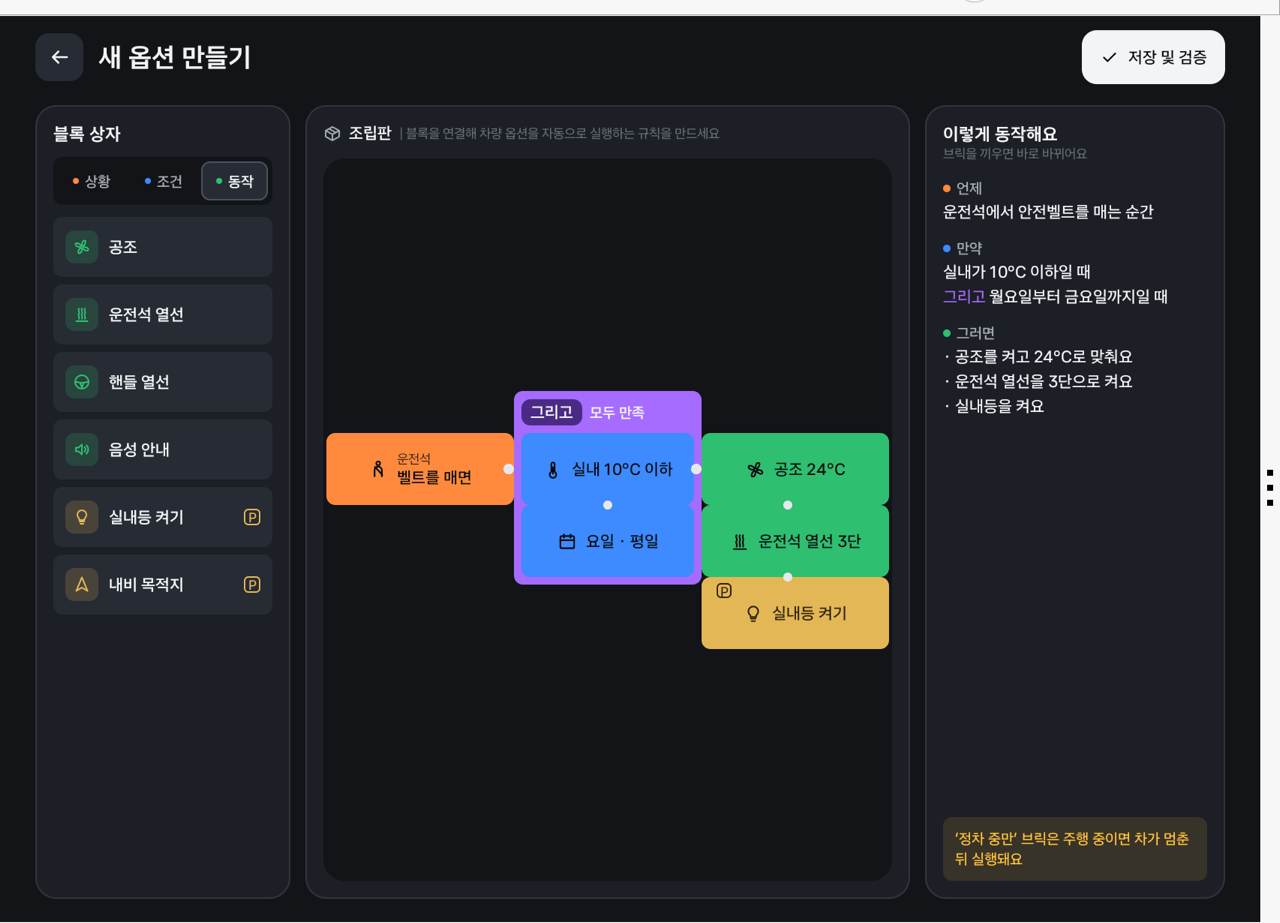 새 옵션 만들기
저장 및 검증
블록 상자
상황
조건
동작
공조
운전석 열선
핸들 열선
음성 안내
실내등 켜기
P
내비 목적지
P
조립판 | 블록을 연결해 차량 옵션을 자동으로 실행하는 규칙을 만드세요
그리고 모두 만족
운전석
벨트를 매면
실내 10°C 이하
공조 24°C
요일 · 평일
운전석 열선 3단
P
실내등 켜기
이렇게 동작해요
브릭을 끼우면 바로 바뀌어요
언제
운전석에서 안전벨트를 매는 순간
만약
실내가 10°C 이하일 때
그리고 월요일부터 금요일까지일 때
그러면
· 공조를 켜고 24°C로 맞춰요
· 운전석 열선을 3단으로 켜요
· 실내등을 켜요
‘정차 중만’ 브릭은 주행 중이면 차가 멈춘
뒤 실행돼요